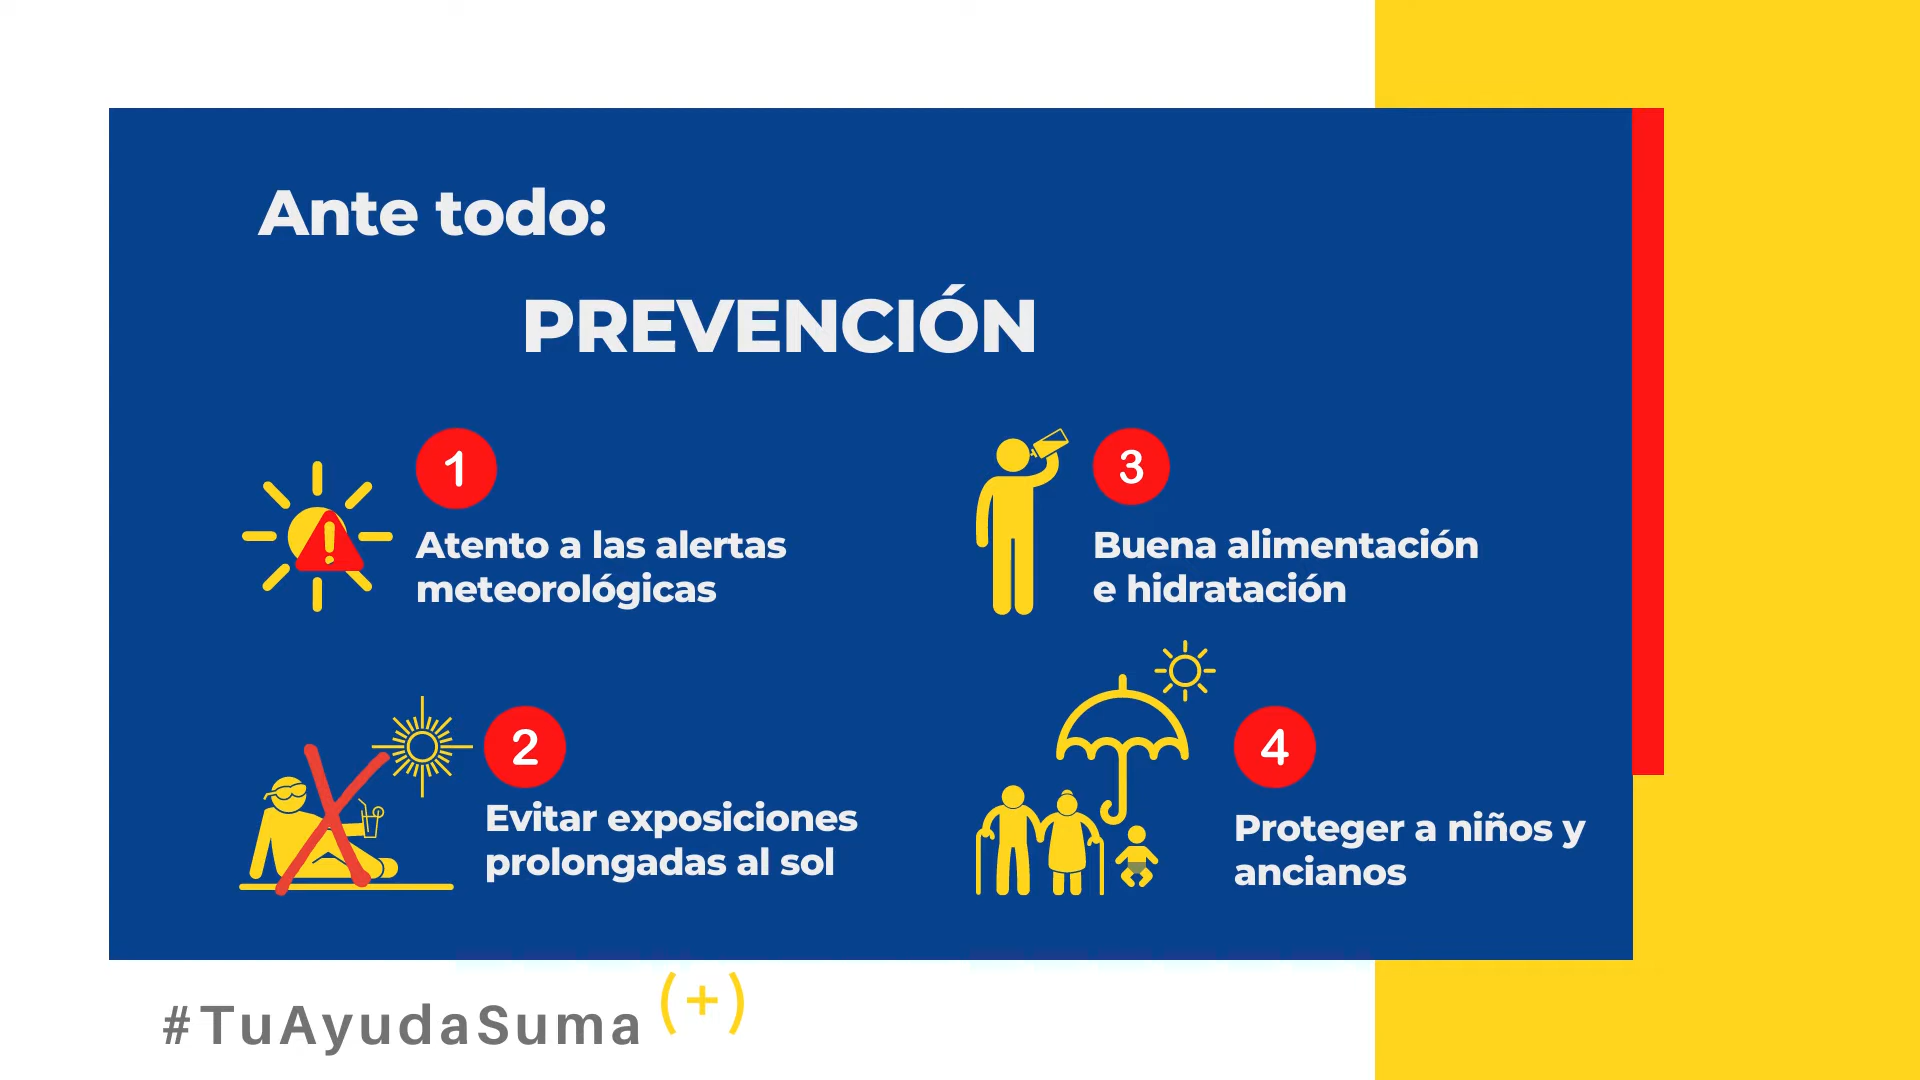 Ante todo:
PREVENCIÓN
1
Atento a las alertas
meteorológicas
2
Evitar exposiciones
prolongadas al sol
3
Buena alimentación
e hidratación
4
Proteger a niños y
ancianos
#TuAyudaSuma (+)